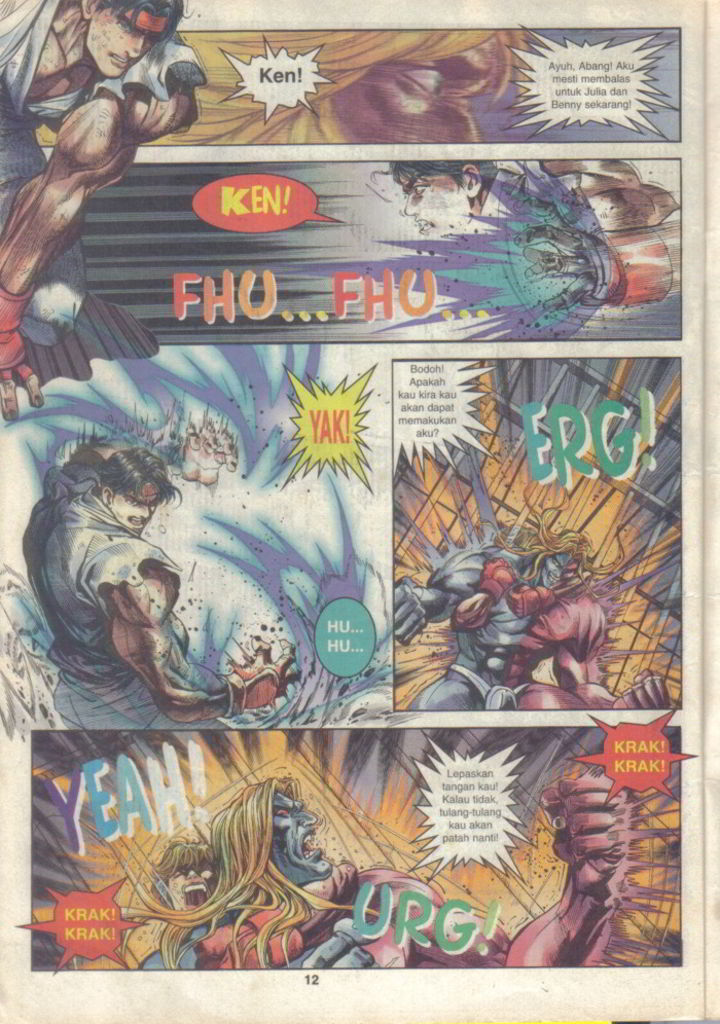 Ken!
Ayuh, Abang! Aku
mesti membalas
untuk Julia dan
Benny sekarang!
KEN!
FHU...FHU...
YAK!
HU...
HU...
Bodoh!
Apakah
kau kira kau
akan dapat
memakukan
aku?
ERG!
YEAH!
Lepaskan
tangan kau!
Kalau tidak,
tulang-tulang
kau akan
patah nanti!
KRAK!
KRAK!
KRAK!
KRAK!
URG!
12